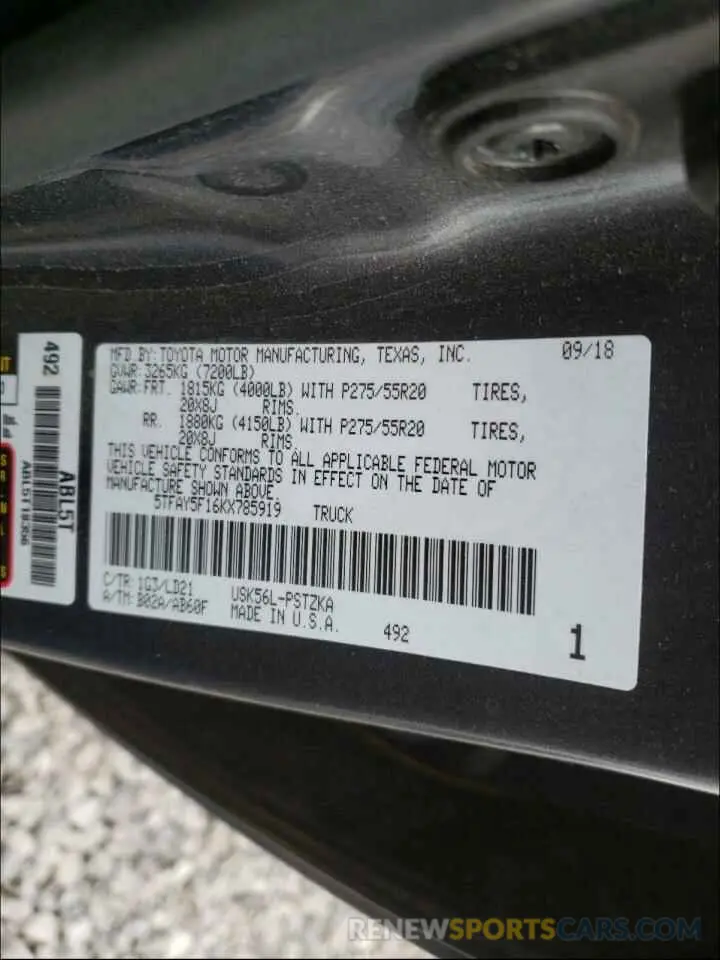 MFD BY: TOYOTA MOTOR MANUFACTURING, TEXAS, INC. 09/18
GVWR: 3265KG (7200LB)
GAWR: FRT. 1815KG (4000LB) WITH P275/55R20 TIRES,
20X8J RIMS.
RR. 1880KG (4150LB) WITH P275/55R20 TIRES,
20X8J RIMS.
THIS VEHICLE CONFORMS TO ALL APPLICABLE FEDERAL MOTOR
VEHICLE SAFETY STANDARDS IN EFFECT ON THE DATE OF
MANUFACTURE SHOWN ABOVE.
5TFAY5F16KX785919 TRUCK
C/TR: 1G3/LD21 USK56L-PSTZKA
A/TM: B02A/AB60F MADE IN U.S.A. 492
1
492
ABL5T
RENEWSPORTSCARS.COM